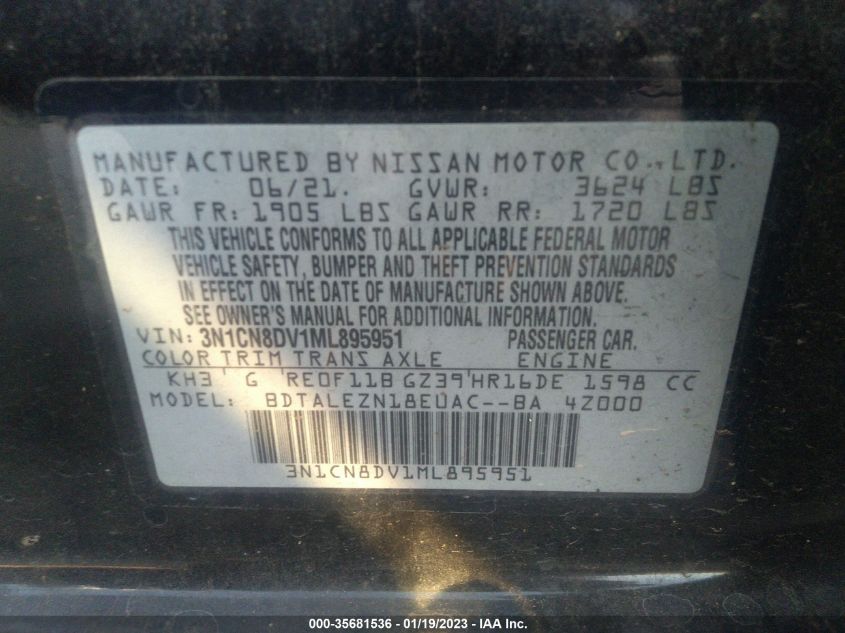 MANUFACTURED BY NISSAN MOTOR CO., LTD.
DATE: 06/21. GVWR: 3624 LBS
GAWR FR: 1905 LBS GAWR RR: 1720 LBS
THIS VEHICLE CONFORMS TO ALL APPLICABLE FEDERAL MOTOR
VEHICLE SAFETY, BUMPER AND THEFT PREVENTION STANDARDS
IN EFFECT ON THE DATE OF MANUFACTURE SHOWN ABOVE.
SEE OWNER'S MANUAL FOR ADDITIONAL INFORMATION.
VIN: 3N1CN8DV1ML895951 PASSENGER CAR.
COLOR TRIM TRANS AXLE ENGINE
KH3 G RE0F11B GZ39 HR16DE 1598 CC
MODEL: BDTALEZN18EUAC--BA 4Z000
3N1CN8DV1ML895951
000-35681536 - 01/19/2023 - IAA Inc.